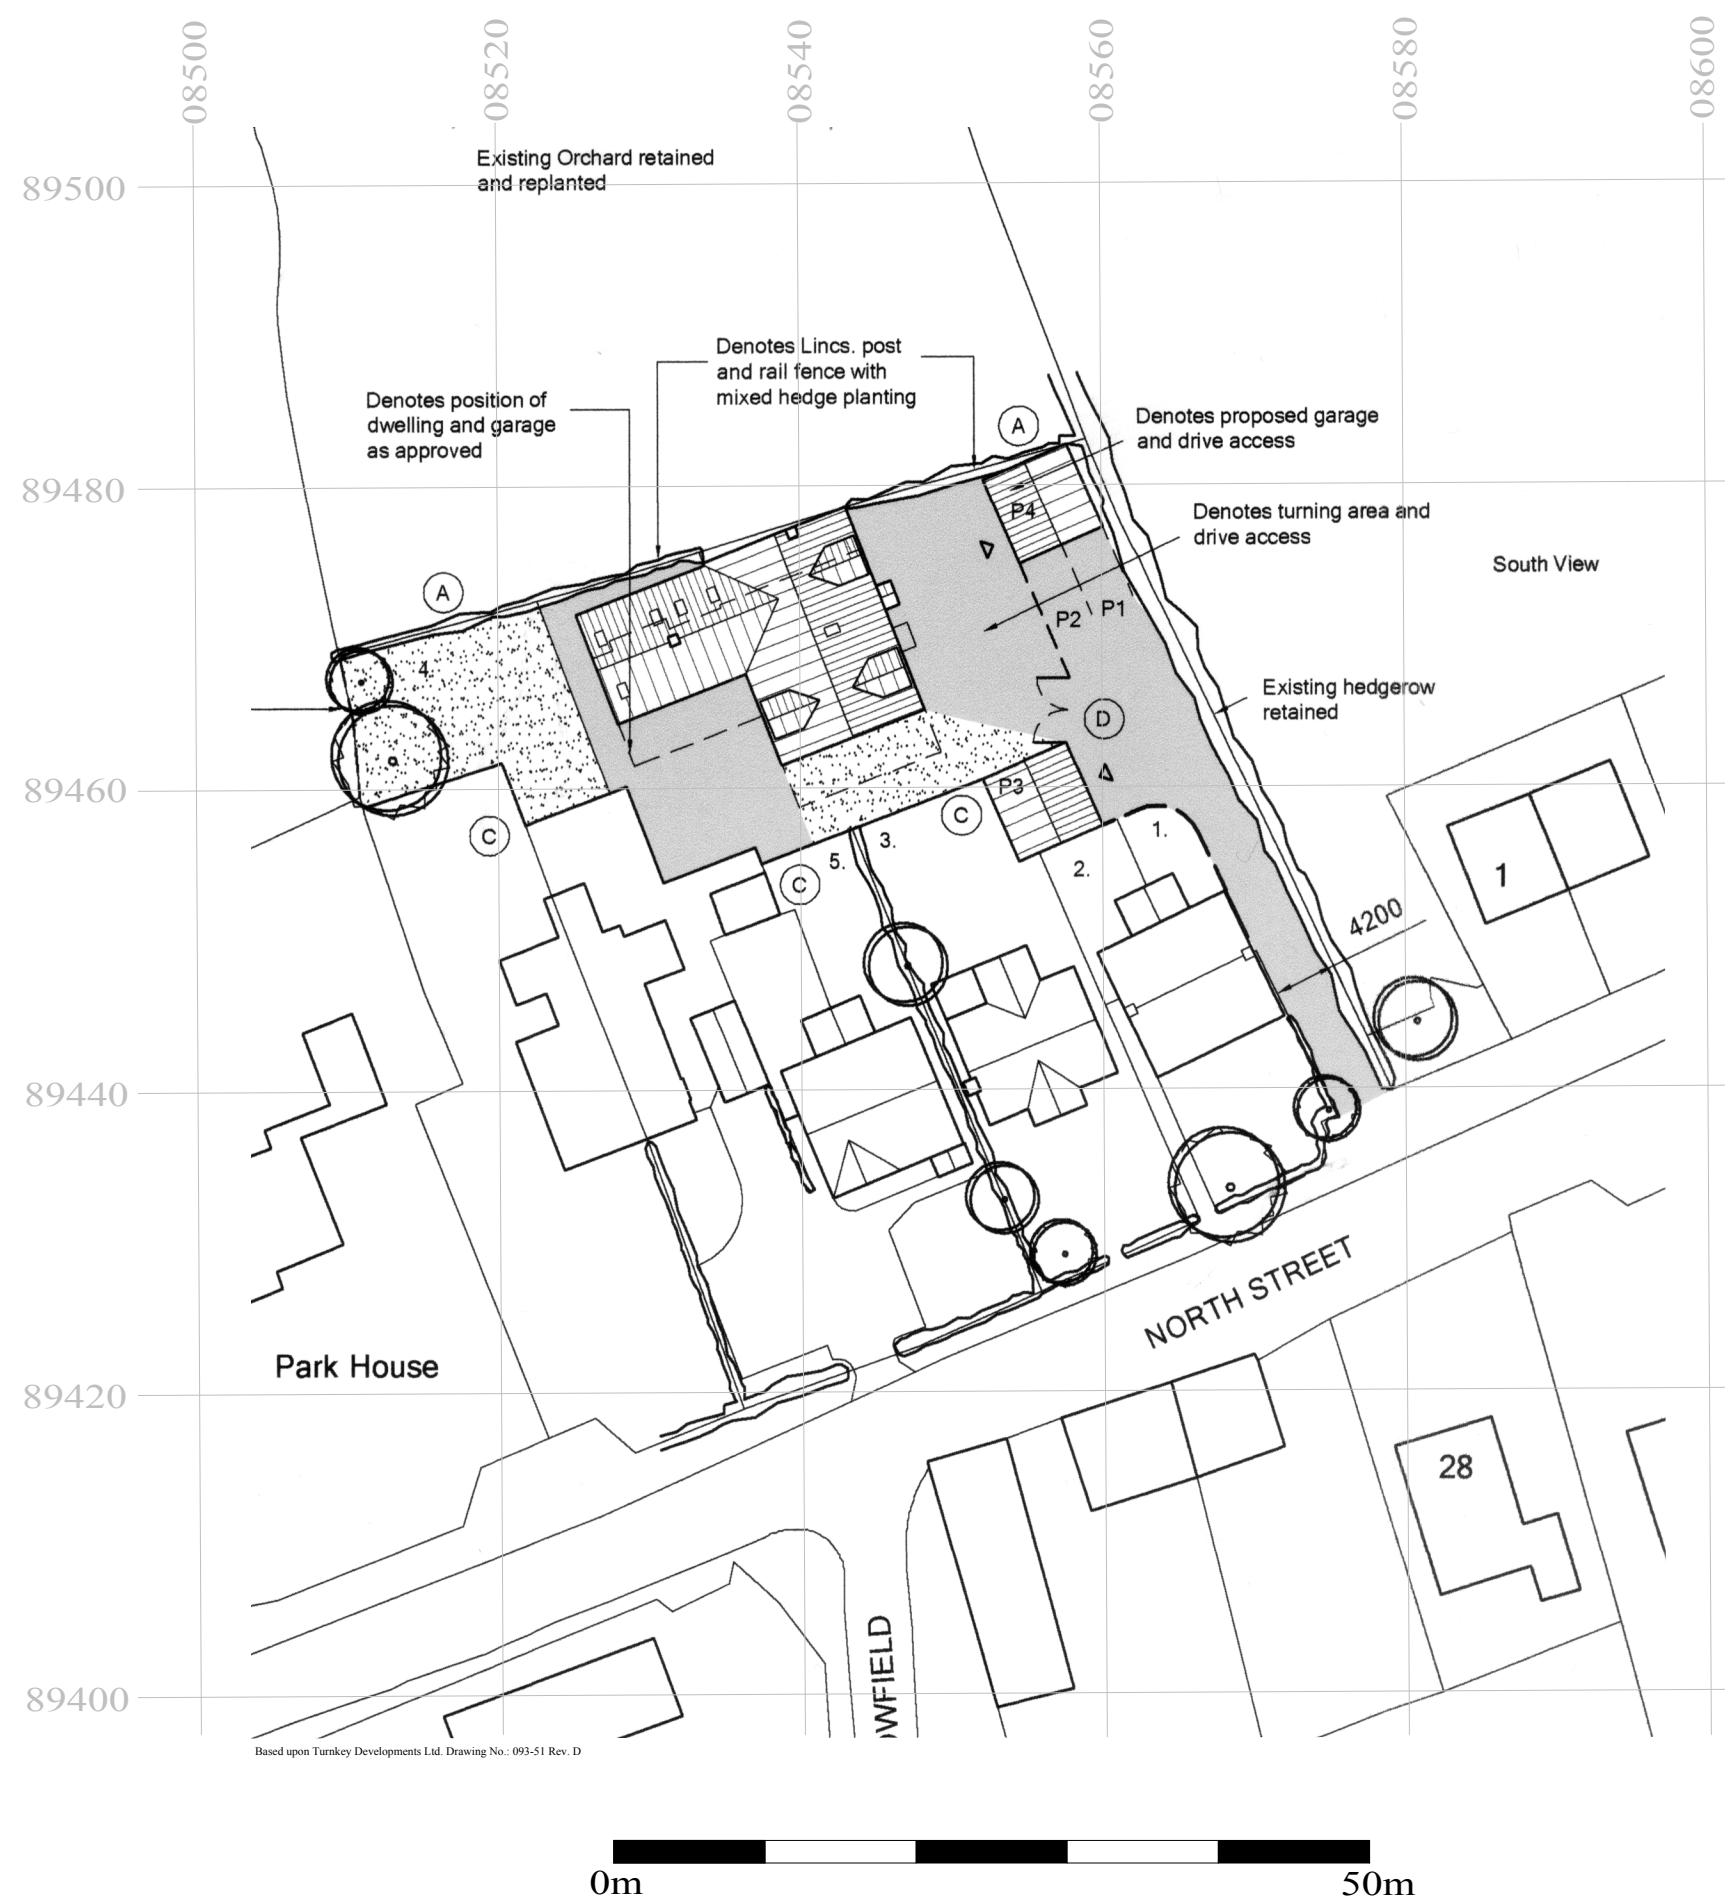 08500
08520
08540
08560
08580
08600
89500
Existing Orchard retained
and replanted
Denotes Lincs. post
and rail fence with
mixed hedge planting
Denotes position of
dwelling and garage
as approved
A
Denotes proposed garage
and drive access
89480
P4
Denotes turning area and
drive access
South View
A
P2
P1
4.
Existing hedgerow
retained
D
89460
P3
C
C
1.
3.
5.
2.
C
1
4200
89440
NORTH STREET
Park House
89420
28
OWFIELD
89400
Based upon Turnkey Developments Ltd. Drawing No.: 093-51 Rev. D
0m
50m